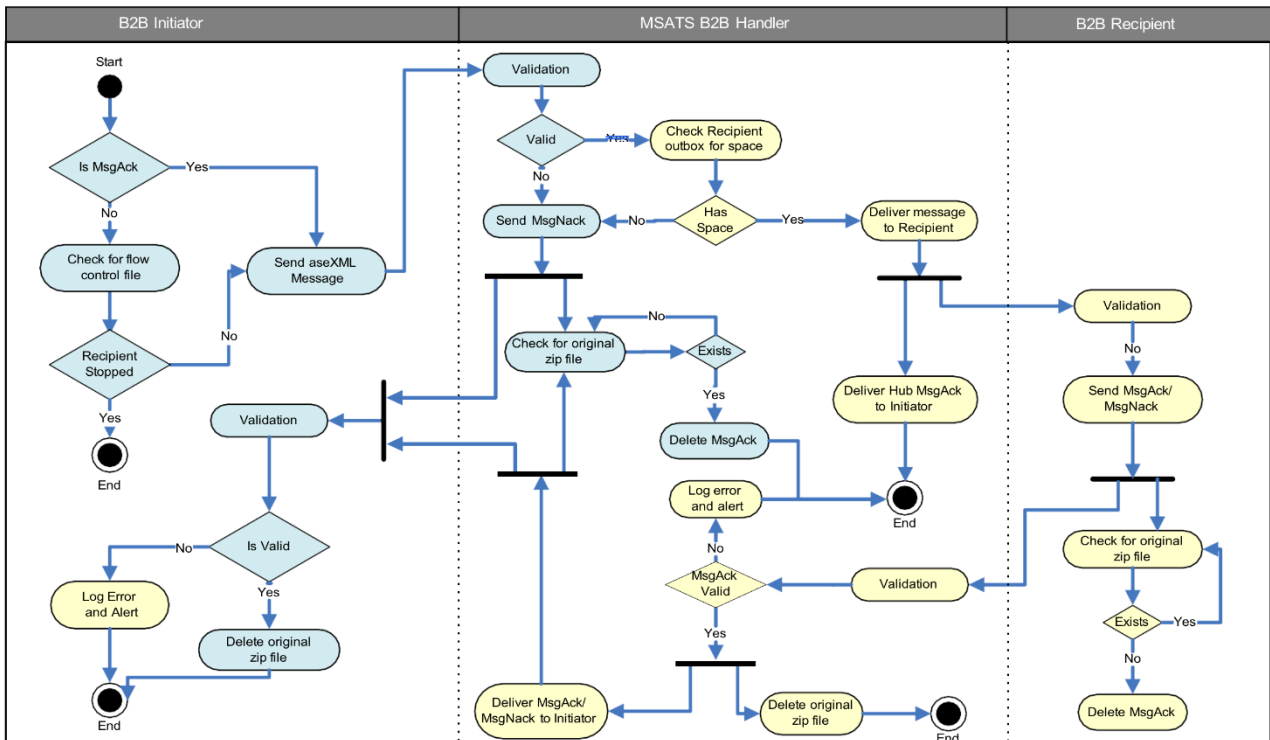 B2B Initiator
MSATS B2B Handler
B2B Recipient
Start
Is MsgAck
Yes
No
Check for flow
control file
Send aseXML
Message
No
Recipient
Stopped
Yes
End
Validation
Is Valid
No
Yes
Log Error
and Alert
Delete original
zip file
End
Validation
Valid
Yes
Check Recipient
outbox for space
No
Send MsgNack
No
Has
Space
Yes
Deliver message
to Recipient
No
Check for original
zip file
Exists
Yes
Delete MsgAck
Deliver Hub MsgAck
to Initiator
Log error
and alert
End
No
MsgAck
Valid
Validation
Yes
Deliver MsgAck/
MsgNack to Initiator
Delete original
zip file
End
Validation
No
Send MsgAck/
MsgNack
Check for original
zip file
Exists
Yes
No
Delete MsgAck